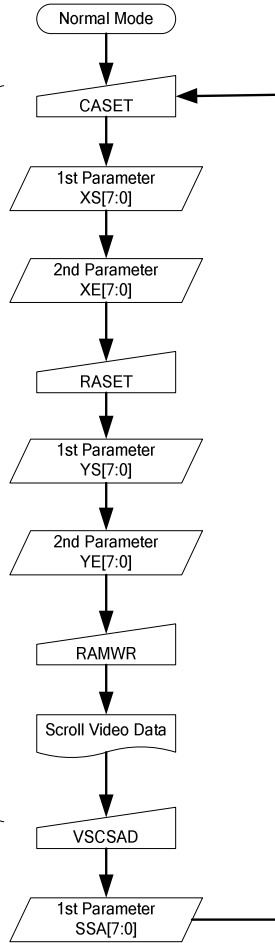 Normal Mode
CASET
1st Parameter
XS[7:0]
2nd Parameter
XE[7:0]
RASET
1st Parameter
YS[7:0]
2nd Parameter
YE[7:0]
RAMWR
Scroll Video Data
VSCSAD
1st Parameter
SSA[7:0]